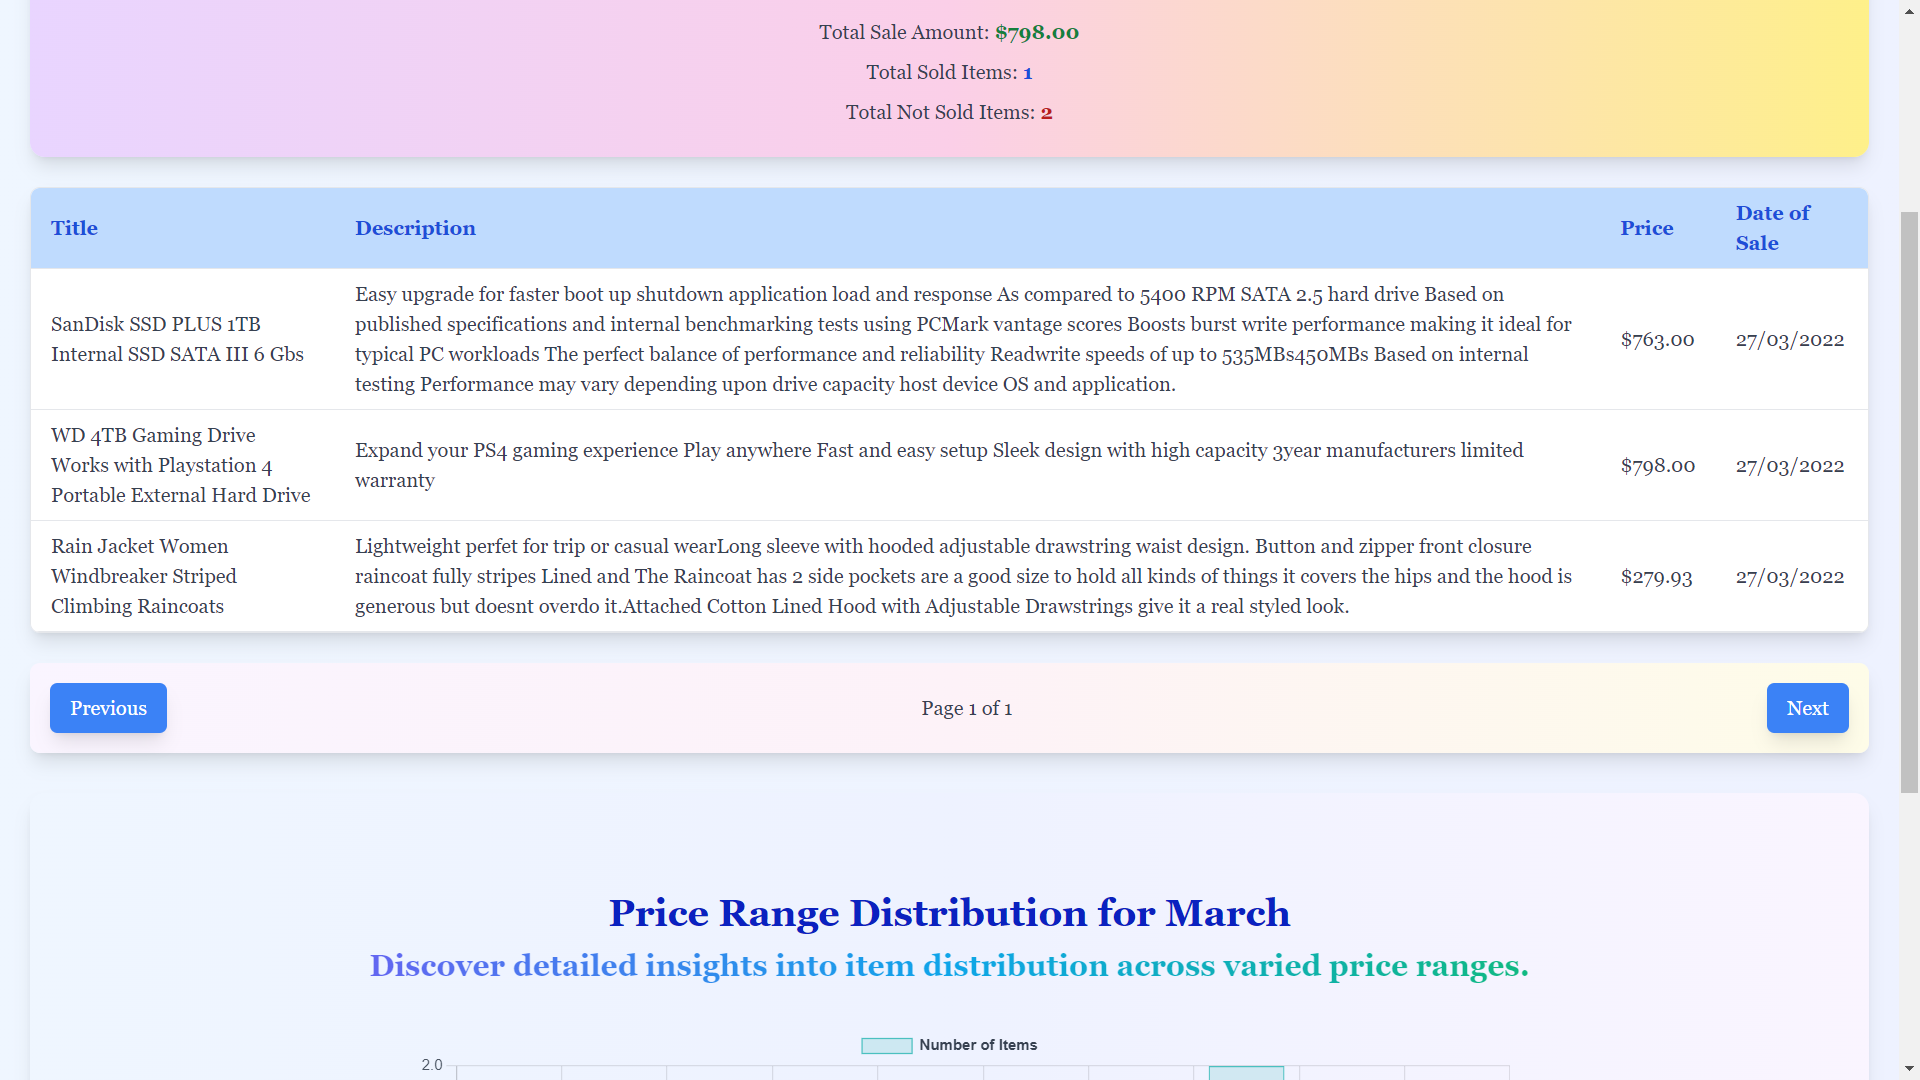 Total Sale Amount: $798.00
Total Sold Items: 1
Total Not Sold Items: 2
Title
Description
Price
Date of
Sale
SanDisk SSD PLUS 1TB
Internal SSD SATA III 6 Gbs
Easy upgrade for faster boot up shutdown application load and response As compared to 5400 RPM SATA 2.5 hard drive Based on
published specifications and internal benchmarking tests using PCMark vantage scores Boosts burst write performance making it ideal for
typical PC workloads The perfect balance of performance and reliability Readwrite speeds of up to 535MBs450MBs Based on internal
testing Performance may vary depending upon drive capacity host device OS and application.
$763.00
27/03/2022
WD 4TB Gaming Drive
Works with Playstation 4
Portable External Hard Drive
Expand your PS4 gaming experience Play anywhere Fast and easy setup Sleek design with high capacity 3year manufacturers limited
warranty
$798.00
27/03/2022
Rain Jacket Women
Windbreaker Striped
Climbing Raincoats
Lightweight perfet for trip or casual wearLong sleeve with hooded adjustable drawstring waist design. Button and zipper front closure
raincoat fully stripes Lined and The Raincoat has 2 side pockets are a good size to hold all kinds of things it covers the hips and the hood is
generous but doesnt overdo it.Attached Cotton Lined Hood with Adjustable Drawstrings give it a real styled look.
$279.93
27/03/2022
Previous
Page 1 of 1
Next
Price Range Distribution for March
Discover detailed insights into item distribution across varied price ranges.
Number of Items
2.0